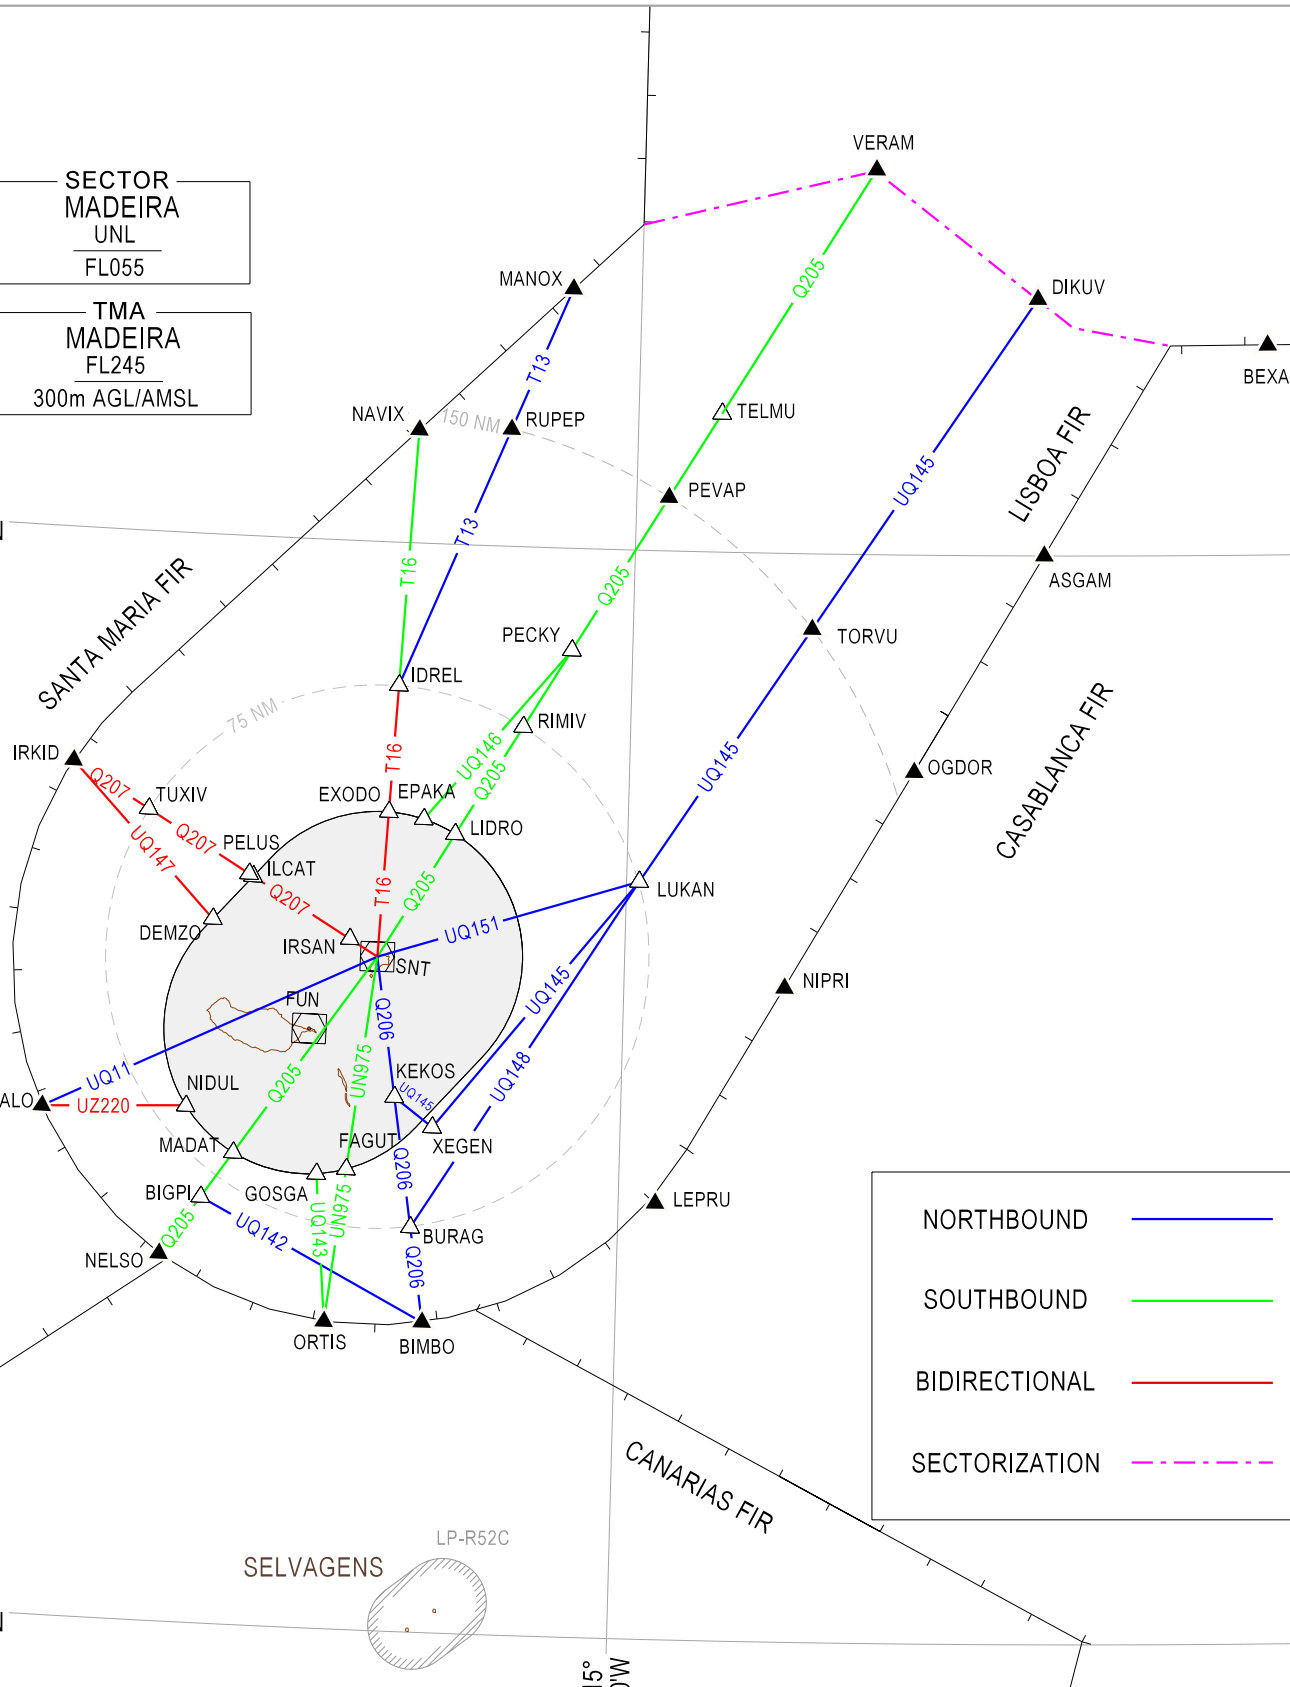 VERAM
SECTOR
MADEIRA
UNL
FL055
Q205
MANOX
DIKUV
TMA
MADEIRA
FL245
300m AGL/AMSL
T13
BEXA
NAVIX
150 NM
RUPEP
TELMU
LISBOA FIR
UQ145
PEVAP
T13
T16
Q205
ASGAM
SANTA MARIA FIR
PECKY
TORVU
IDREL
75 NM
RIMIV
CASABLANCA FIR
IRKID
Q207
TUXIV
T16
UQ146
Q205
UQ145
OGDOR
EXODO
EPAKA
LIDRO
UQ147
Q207
PELUS
ILCAT
Q207
T16
Q205
LUKAN
DEMZO
IRSAN
UQ151
SNT
UQ145
NIPRI
FUN
Q206
UQ11
Q205
UN975
KEKOS
UQ148
ALO
UZ220
NIDUL
UQ145
MADAT
FAGUT
XEGEN
Q206
BIGPI
GOSGA
UN975
LEPRU
Q205
UQ142
UQ143
BURAG
NELSO
Q206
ORTIS
BIMBO
NORTHBOUND
SOUTHBOUND
BIDIRECTIONAL
SECTORIZATION
CANARIAS FIR
LP-R52C
SELVAGENS